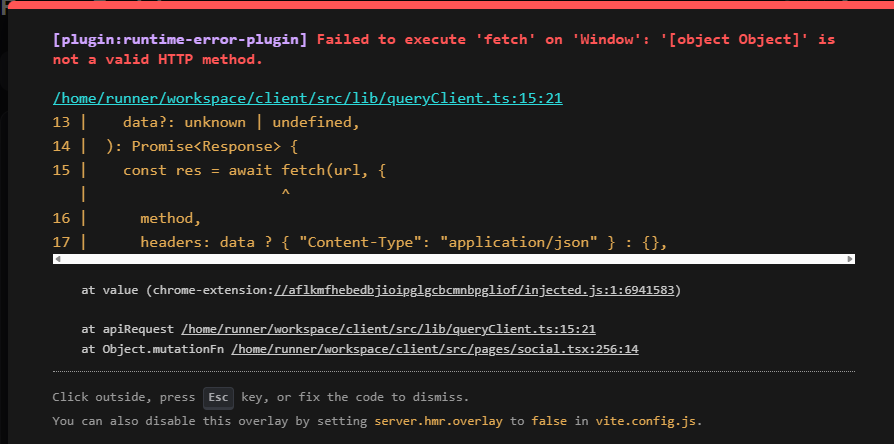 [plugin:runtime-error-plugin] Failed to execute 'fetch' on 'Window': '[object Object]' is
not a valid HTTP method.
/home/runner/workspace/client/src/lib/queryClient.ts:15:21
13 |    data?: unknown | undefined,
14 |  ): Promise<Response> {
15 |    const res = await fetch(url, {
   |                      ^
16 |      method,
17 |      headers: data ? { "Content-Type": "application/json" } : {},
at value (chrome-extension://aflkmfhebedbjioipglgcbcmnbpgliof/injected.js:1:6941583)
at apiRequest /home/runner/workspace/client/src/lib/queryClient.ts:15:21
at Object.mutationFn /home/runner/workspace/client/src/pages/social.tsx:256:14
Click outside, press Esc key, or fix the code to dismiss.
You can also disable this overlay by setting server.hmr.overlay to false in vite.config.js.